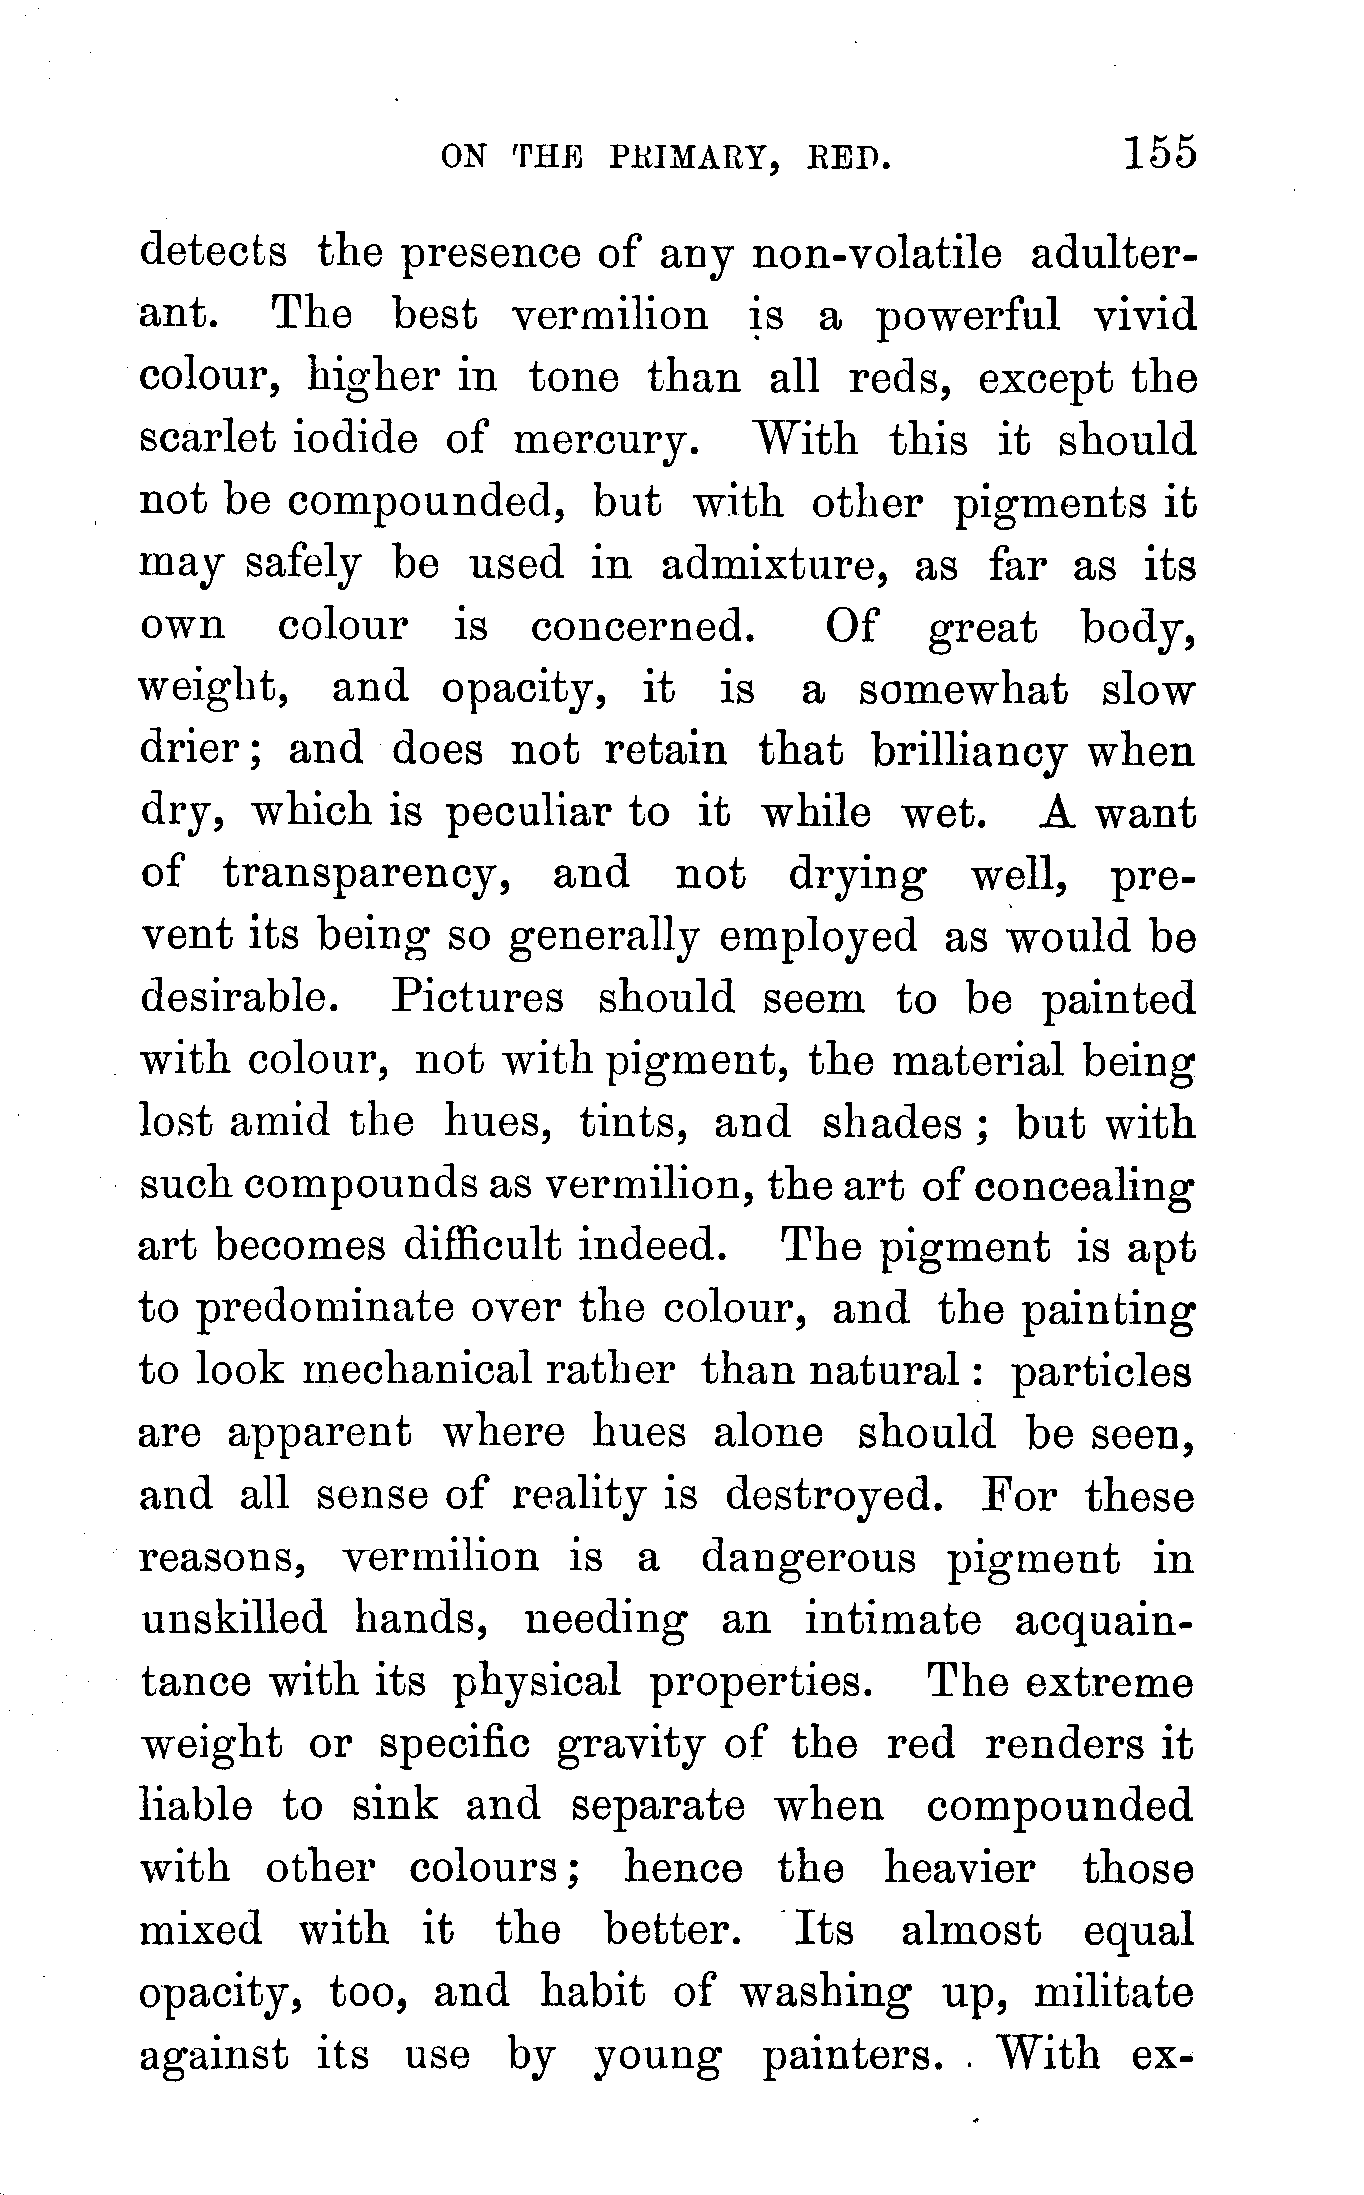 ON THE PRIMARY, RED. 155
detects the presence of any non-volatile adulter-
ant. The best vermilion is a powerful vivid
colour, higher in tone than all reds, except the
scarlet iodide of mercury. With this it should
not be compounded, but with other pigments it
may safely be used in admixture, as far as its
own colour is concerned. Of great body,
weight, and opacity, it is a somewhat slow
drier; and does not retain that brilliancy when
dry, which is peculiar to it while wet. A want
of transparency, and not drying well, pre-
vent its being so generally employed as would be
desirable. Pictures should seem to be painted
with colour, not with pigment, the material being
lost amid the hues, tints, and shades; but with
such compounds as vermilion, the art of concealing
art becomes difficult indeed. The pigment is apt
to predominate over the colour, and the painting
to look mechanical rather than natural: particles
are apparent where hues alone should be seen,
and all sense of reality is destroyed. For these
reasons, vermilion is a dangerous pigment in
unskilled hands, needing an intimate acquain-
tance with its physical properties. The extreme
weight or specific gravity of the red renders it
liable to sink and separate when compounded
with other colours; hence the heavier those
mixed with it the better. Its almost equal
opacity, too, and habit of washing up, militate
against its use by young painters. With ex-